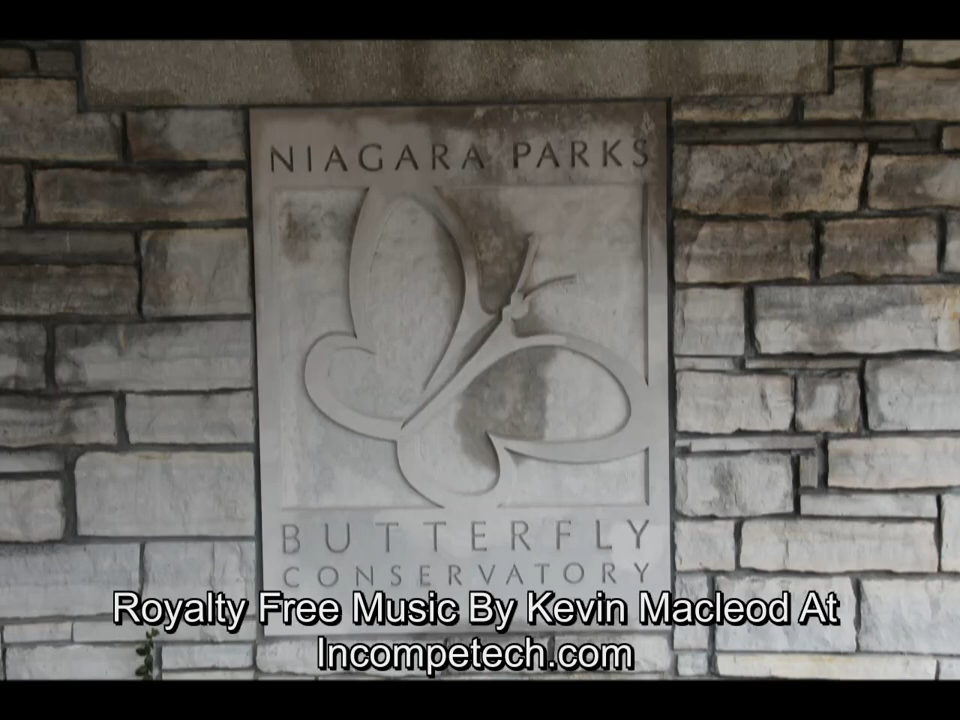 NIAGARA PARKS
BUTTERFLY
CONSERVATORY
Royalty Free Music By Kevin Macleod At
Incompetech.com